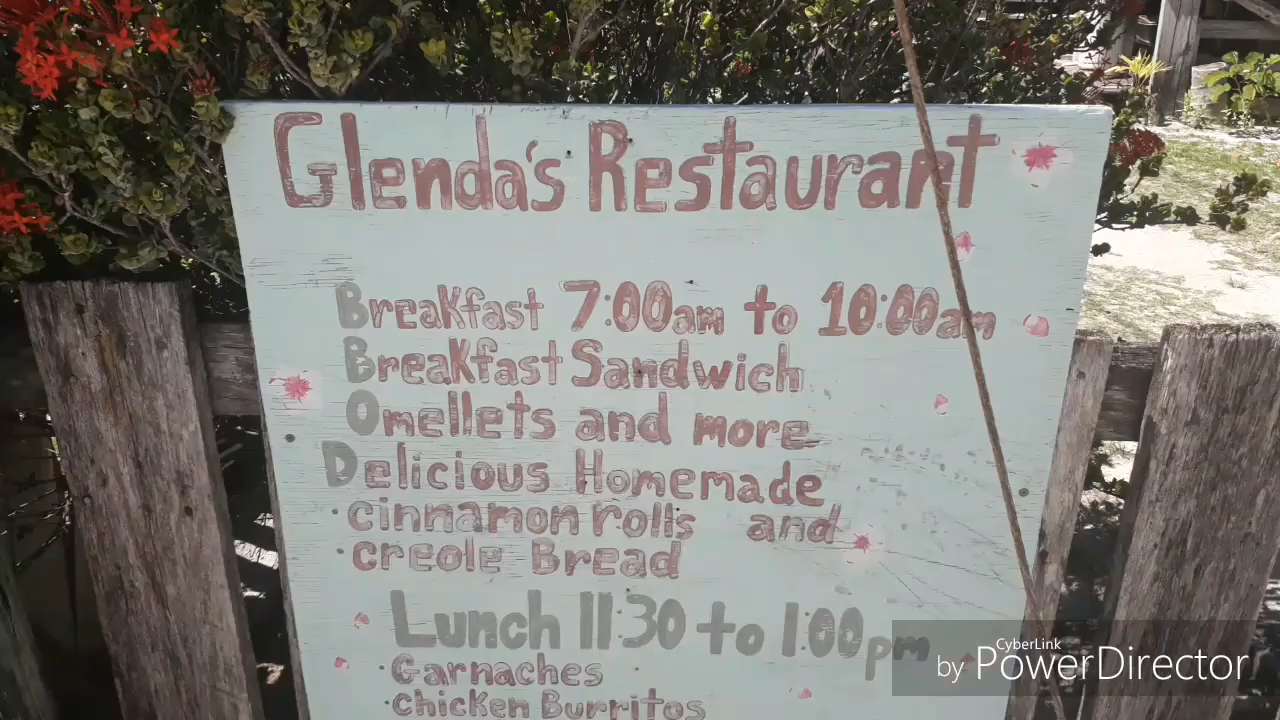 Glenda's Restaurant
Breakfast 7:00am to 10:00am
Breakfast Sandwich
Omellets and more
Delicious Homemade
·cinnamon rolls and
·creole Bread
Lunch 11:30 to 1:00pm
·Garnaches
·chicken Burritos
by CyberLink PowerDirector